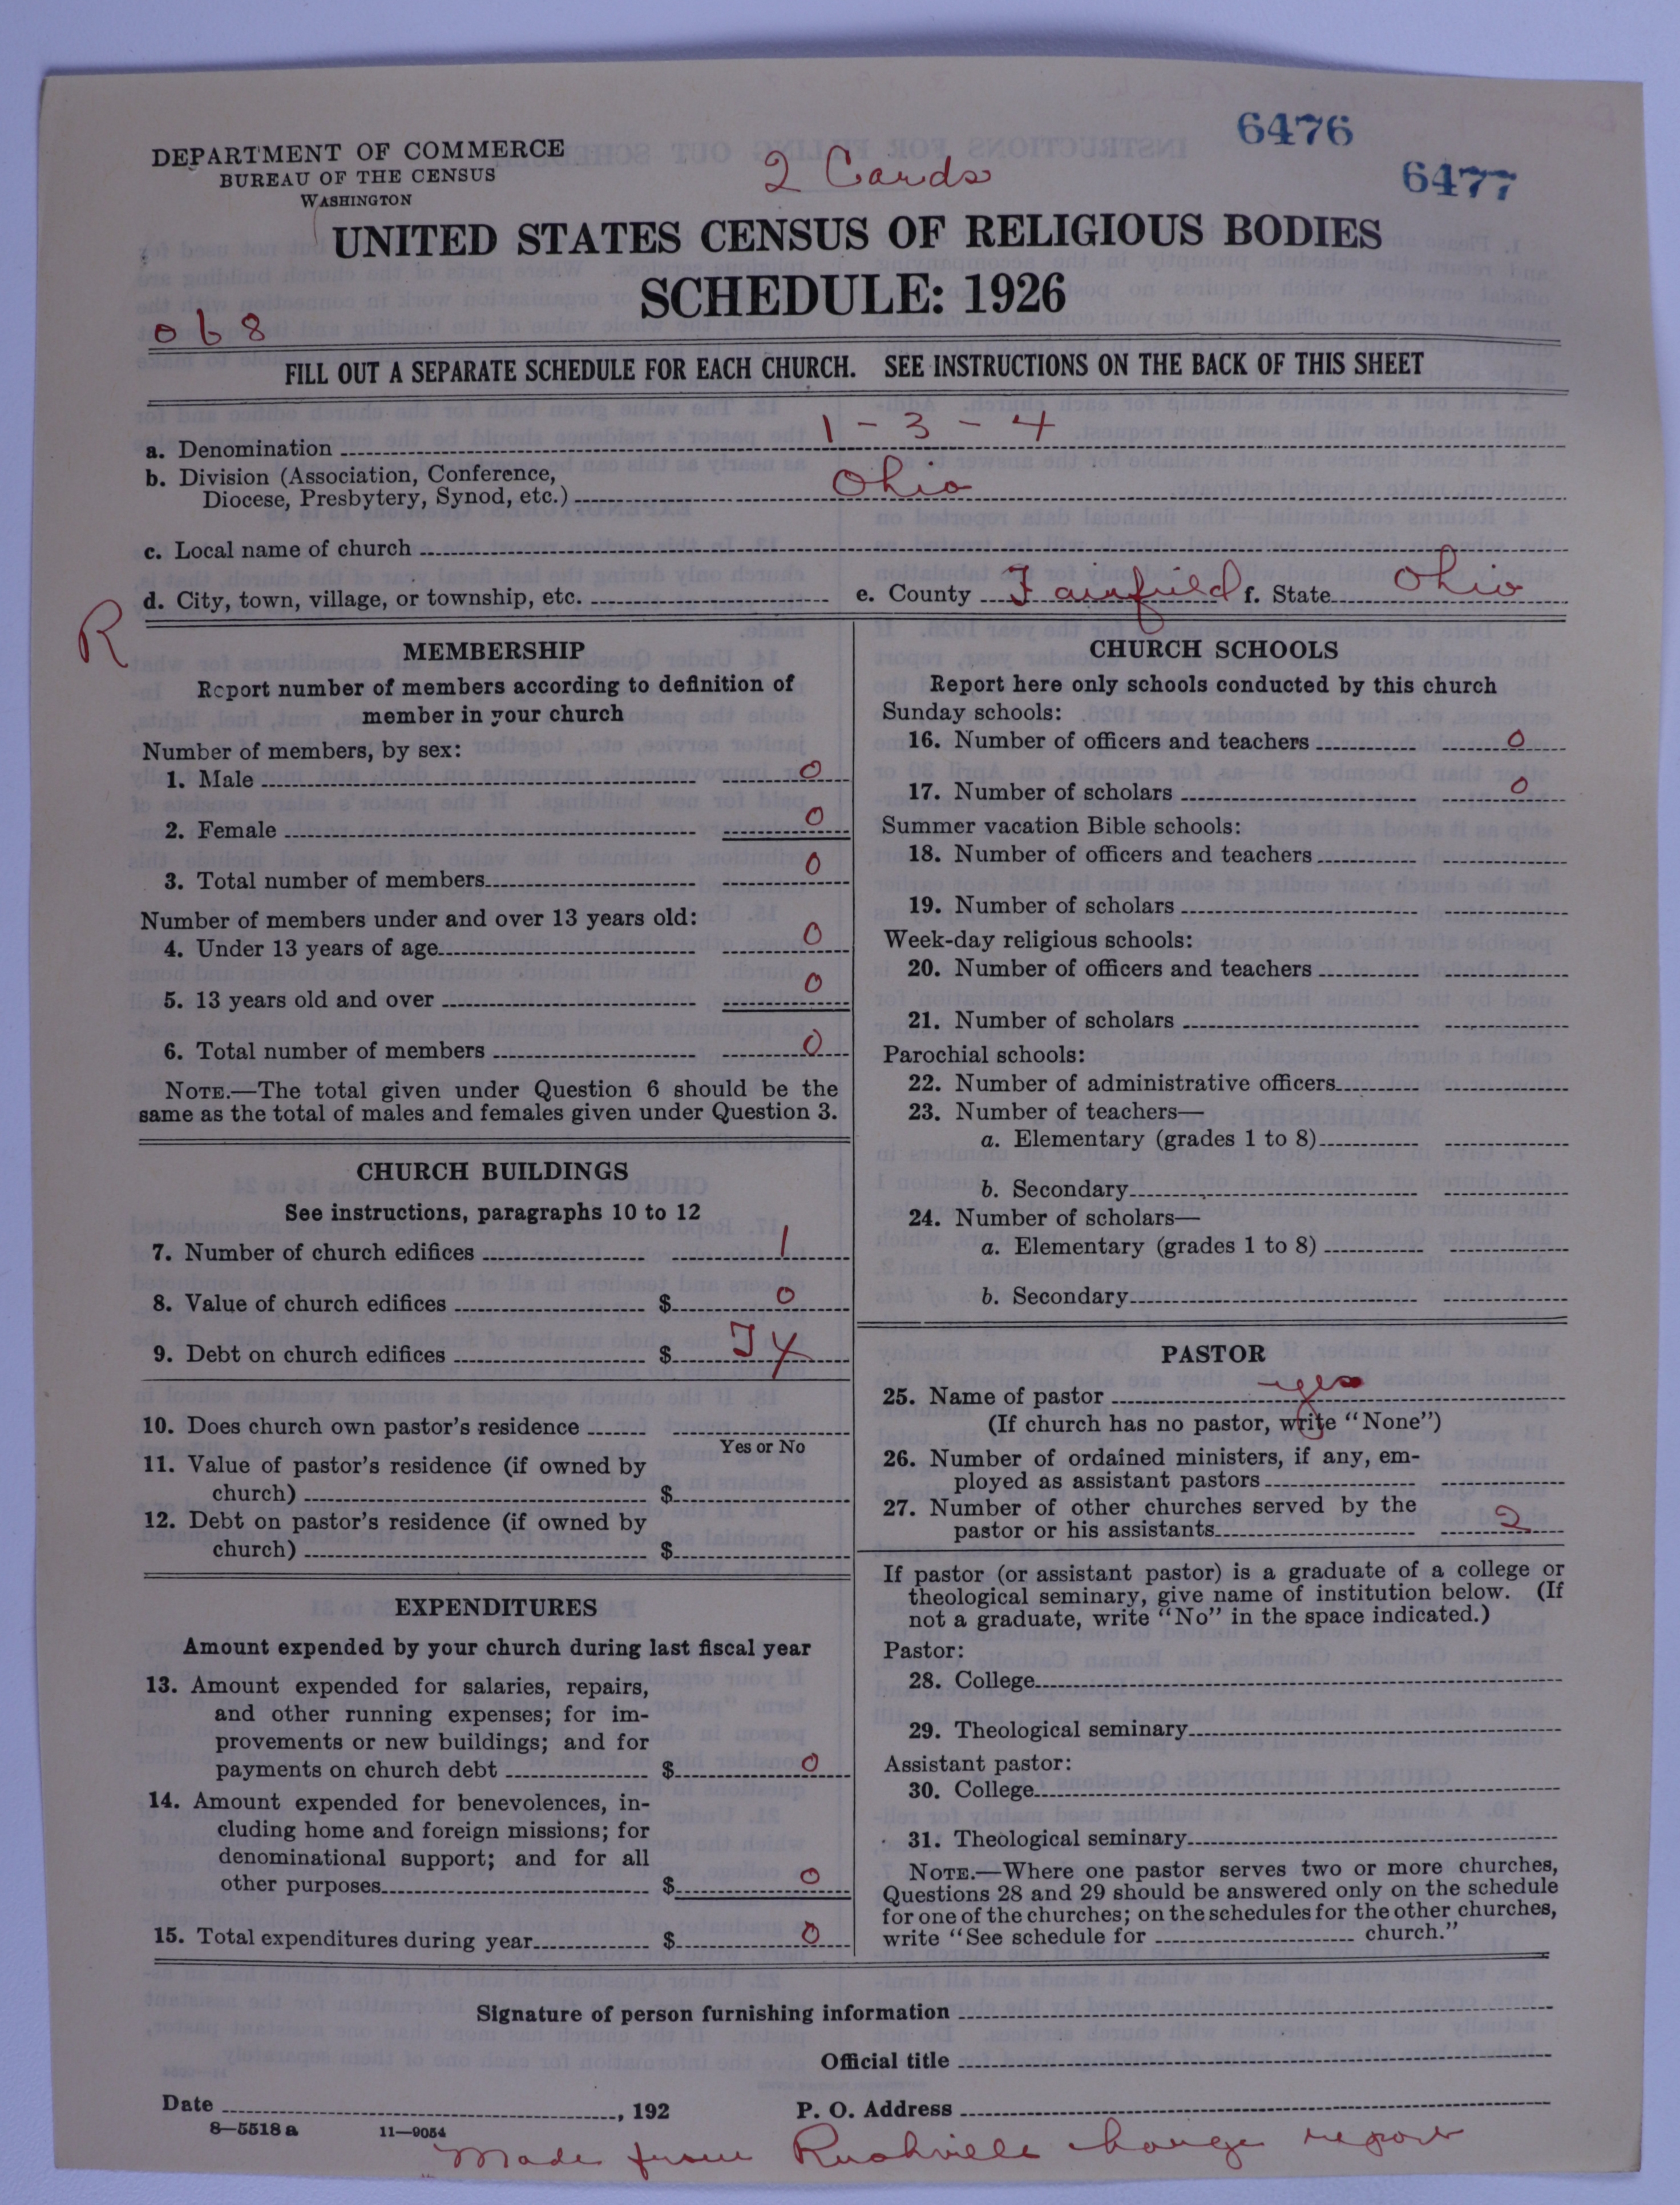 6476
6477
DEPARTMENT OF COMMERCE
BUREAU OF THE CENSUS
WASHINGTON
2 Cards
UNITED STATES CENSUS OF RELIGIOUS BODIES
SCHEDULE: 1926
068
FILL OUT A SEPARATE SCHEDULE FOR EACH CHURCH. SEE INSTRUCTIONS ON THE BACK OF THIS SHEET
a. Denomination 1 - 3 - 4
b. Division (Association, Conference,
Diocese, Presbytery, Synod, etc.) Ohio
c. Local name of church
d. City, town, village, or township, etc. e. County Fairfield f. State Ohio
R
MEMBERSHIP
Report number of members according to definition of
member in your church
Number of members, by sex:
1. Male 0
2. Female 0
3. Total number of members 0
Number of members under and over 13 years old:
4. Under 13 years of age 0
5. 13 years old and over 0
6. Total number of members 0
NOTE.—The total given under Question 6 should be the
same as the total of males and females given under Question 3.
CHURCH BUILDINGS
See instructions, paragraphs 10 to 12
7. Number of church edifices 1
8. Value of church edifices $ 0
9. Debt on church edifices $ J X
10. Does church own pastor's residence
Yes or No
11. Value of pastor's residence (if owned by
church) $
12. Debt on pastor's residence (if owned by
church) $
EXPENDITURES
Amount expended by your church during last fiscal year
13. Amount expended for salaries, repairs,
and other running expenses; for im-
provements or new buildings; and for
payments on church debt $ 0
14. Amount expended for benevolences, in-
cluding home and foreign missions; for
denominational support; and for all
other purposes $ 0
15. Total expenditures during year $ 0
CHURCH SCHOOLS
Report here only schools conducted by this church
Sunday schools:
16. Number of officers and teachers 0
17. Number of scholars 0
Summer vacation Bible schools:
18. Number of officers and teachers
19. Number of scholars
Week-day religious schools:
20. Number of officers and teachers
21. Number of scholars
Parochial schools:
22. Number of administrative officers
23. Number of teachers—
a. Elementary (grades 1 to 8)
b. Secondary
24. Number of scholars—
a. Elementary (grades 1 to 8)
b. Secondary
PASTOR
25. Name of pastor yes
(If church has no pastor, write "None")
26. Number of ordained ministers, if any, em-
ployed as assistant pastors
27. Number of other churches served by the
pastor or his assistants 2
If pastor (or assistant pastor) is a graduate of a college or
theological seminary, give name of institution below. (If
not a graduate, write "No" in the space indicated.)
Pastor:
28. College
29. Theological seminary
Assistant pastor:
30. College
31. Theological seminary
NOTE.—Where one pastor serves two or more churches,
Questions 28 and 29 should be answered only on the schedule
for one of the churches; on the schedules for the other churches,
write "See schedule for church."
Signature of person furnishing information
Official title
Date , 192 P. O. Address
8—5518 a 11—9054
Made from Rushville charge report